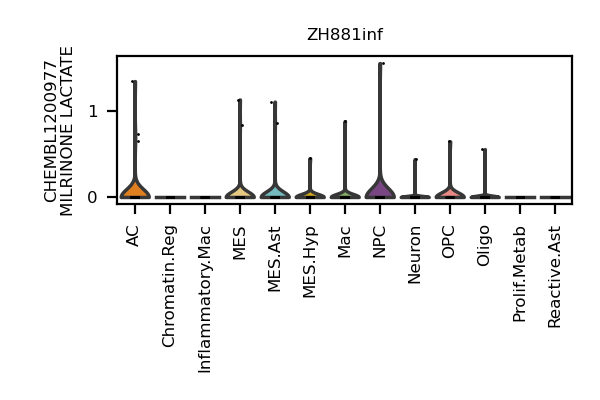 ZH881inf
CHEMBL1200977
MILRINONE LACTATE
1
0
AC
Chromatin.Reg
Inflammatory.Mac
MES
MES.Ast
MES.Hyp
Mac
NPC
Neuron
OPC
Oligo
Prolif.Metab
Reactive.Ast